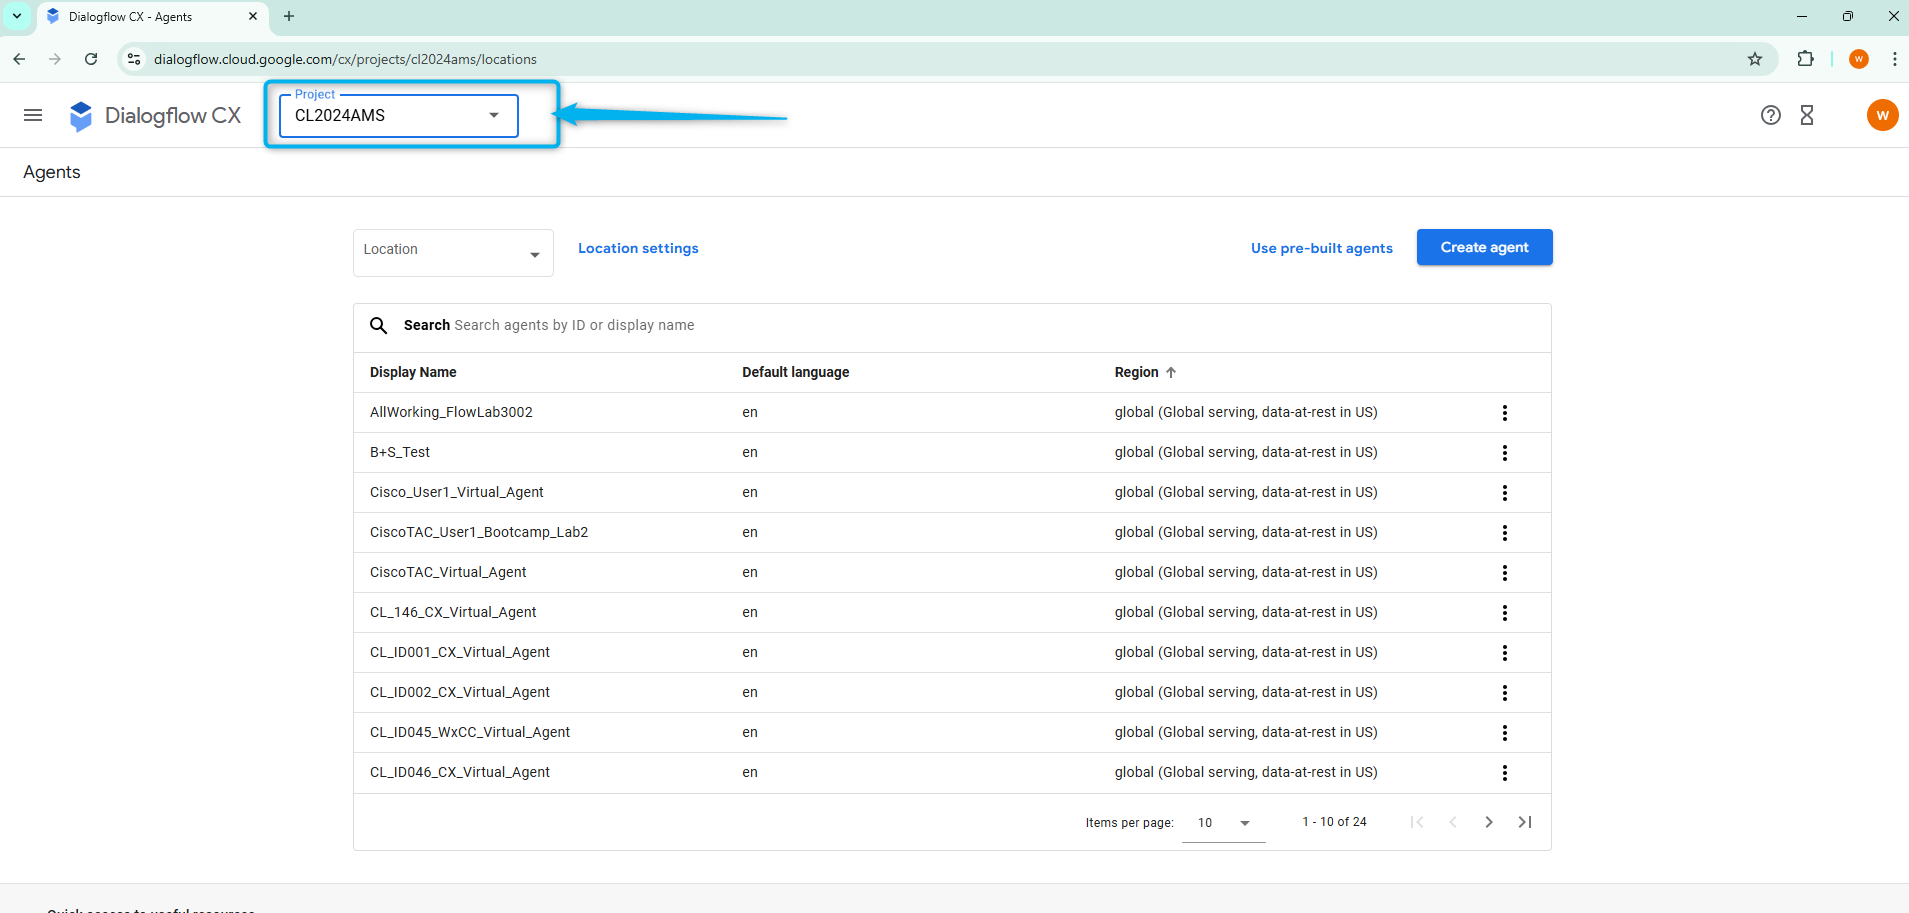 Dialogflow CX - Agents
dialogflow.cloud.google.com/cx/projects/cl2024ams/locations
W
Dialogflow CX
Project
CL2024AMS
W
Agents
Location
Location settings
Use pre-built agents
Create agent
Search Search agents by ID or display name
Display Name Default language Region
AllWorking_FlowLab3002 en global (Global serving, data-at-rest in US)
B+S_Test en global (Global serving, data-at-rest in US)
Cisco_User1_Virtual_Agent en global (Global serving, data-at-rest in US)
CiscoTAC_User1_Bootcamp_Lab2 en global (Global serving, data-at-rest in US)
CiscoTAC_Virtual_Agent en global (Global serving, data-at-rest in US)
CL_146_CX_Virtual_Agent en global (Global serving, data-at-rest in US)
CL_ID001_CX_Virtual_Agent en global (Global serving, data-at-rest in US)
CL_ID002_CX_Virtual_Agent en global (Global serving, data-at-rest in US)
CL_ID045_WxCC_Virtual_Agent en global (Global serving, data-at-rest in US)
CL_ID046_CX_Virtual_Agent en global (Global serving, data-at-rest in US)
Items per page: 10 1 - 10 of 24
Quick access to useful resources